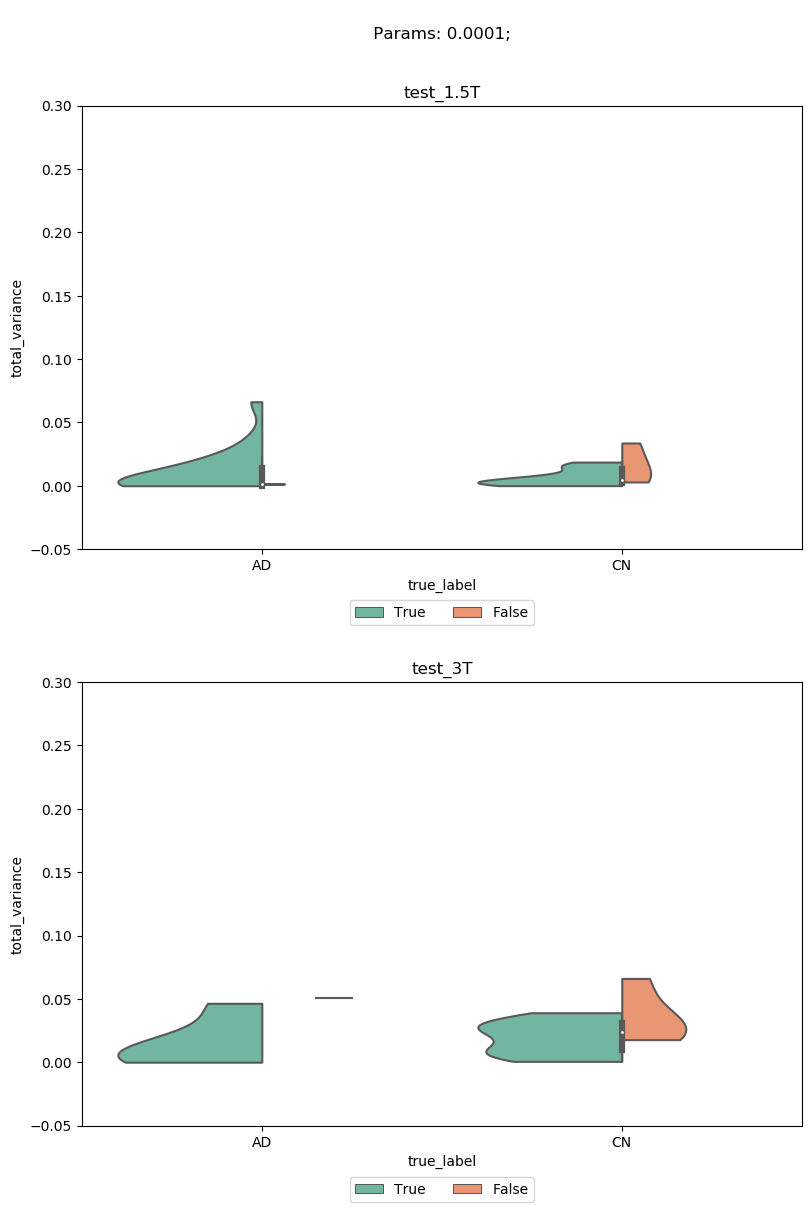 Params: 0.0001;
test_1.5T
0.30
0.25
0.20
0.15
0.10
0.05
0.00
−0.05
total_variance
AD CN
true_label
True False
test_3T
0.30
0.25
0.20
0.15
0.10
0.05
0.00
−0.05
total_variance
AD CN
true_label
True False